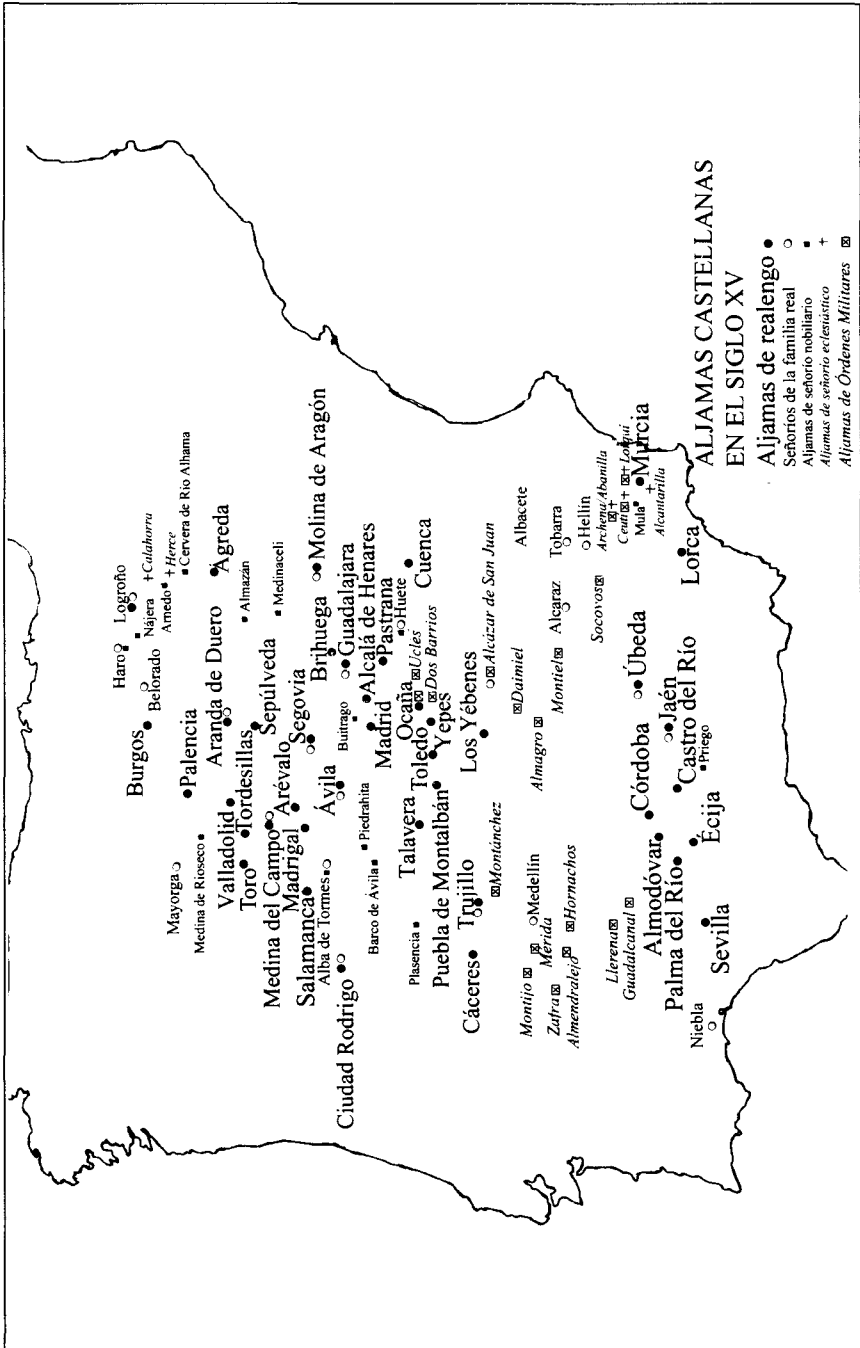 Haro
Logroño
Belorado
Nájera
Calahorra
Burgos
Arnedo
Herce
Cervera de Río Alhama
Mayorga
Palencia
Medina de Rioseco
Aranda de Duero
Ágreda
Almazán
Valladolid
Tordesillas
Toro
Sepúlveda
Medinaceli
Medina del Campo
Arévalo
Madrigal
Segovia
Salamanca
Brihuega
Molina de Aragón
Alba de Tormes
Ávila
Ciudad Rodrigo
Buitrago
Guadalajara
Piedrahita
Alcalá de Henares
Barco de Ávila
Madrid
Pastrana
Huete
Plasencia
Talavera
Ocaña
Uclés
Cuenca
Toledo
Dos Barrios
Puebla de Montalbán
Yepes
Cáceres
Trujillo
Los Yébenes
Alcázar de San Juan
Montánchez
Daimiel
Albacete
Montijo
Medellín
Mérida
Almagro
Zafra
Almendralejo
Hornachos
Montiel
Alcaraz
Tobarra
Hellín
Socovos
Archena/Abanilla
Ceutí
Lorquí
Llerena
Guadalcanal
Mula
Murcia
Alcantarilla
Almodóvar
Córdoba
Úbeda
Palma del Río
Jaén
Castro del Río
Priego
Lorca
Niebla
Sevilla
Écija
ALJAMAS CASTELLANAS
EN EL SIGLO XV
Aljamas de realengo
Señoríos de la familia real
Aljamas de señorío nobiliario
Aljamas de señorío eclesiástico
Aljamas de Órdenes Militares